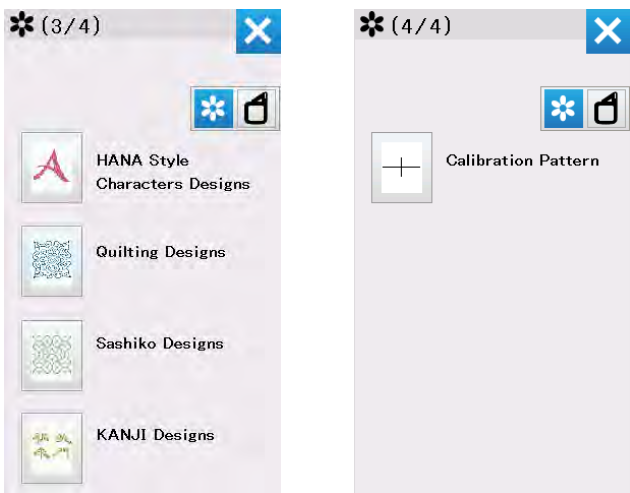 (3/4)
HANA Style
Characters Designs
Quilting Designs
Sashiko Designs
KANJI Designs
(4/4)
Calibration Pattern